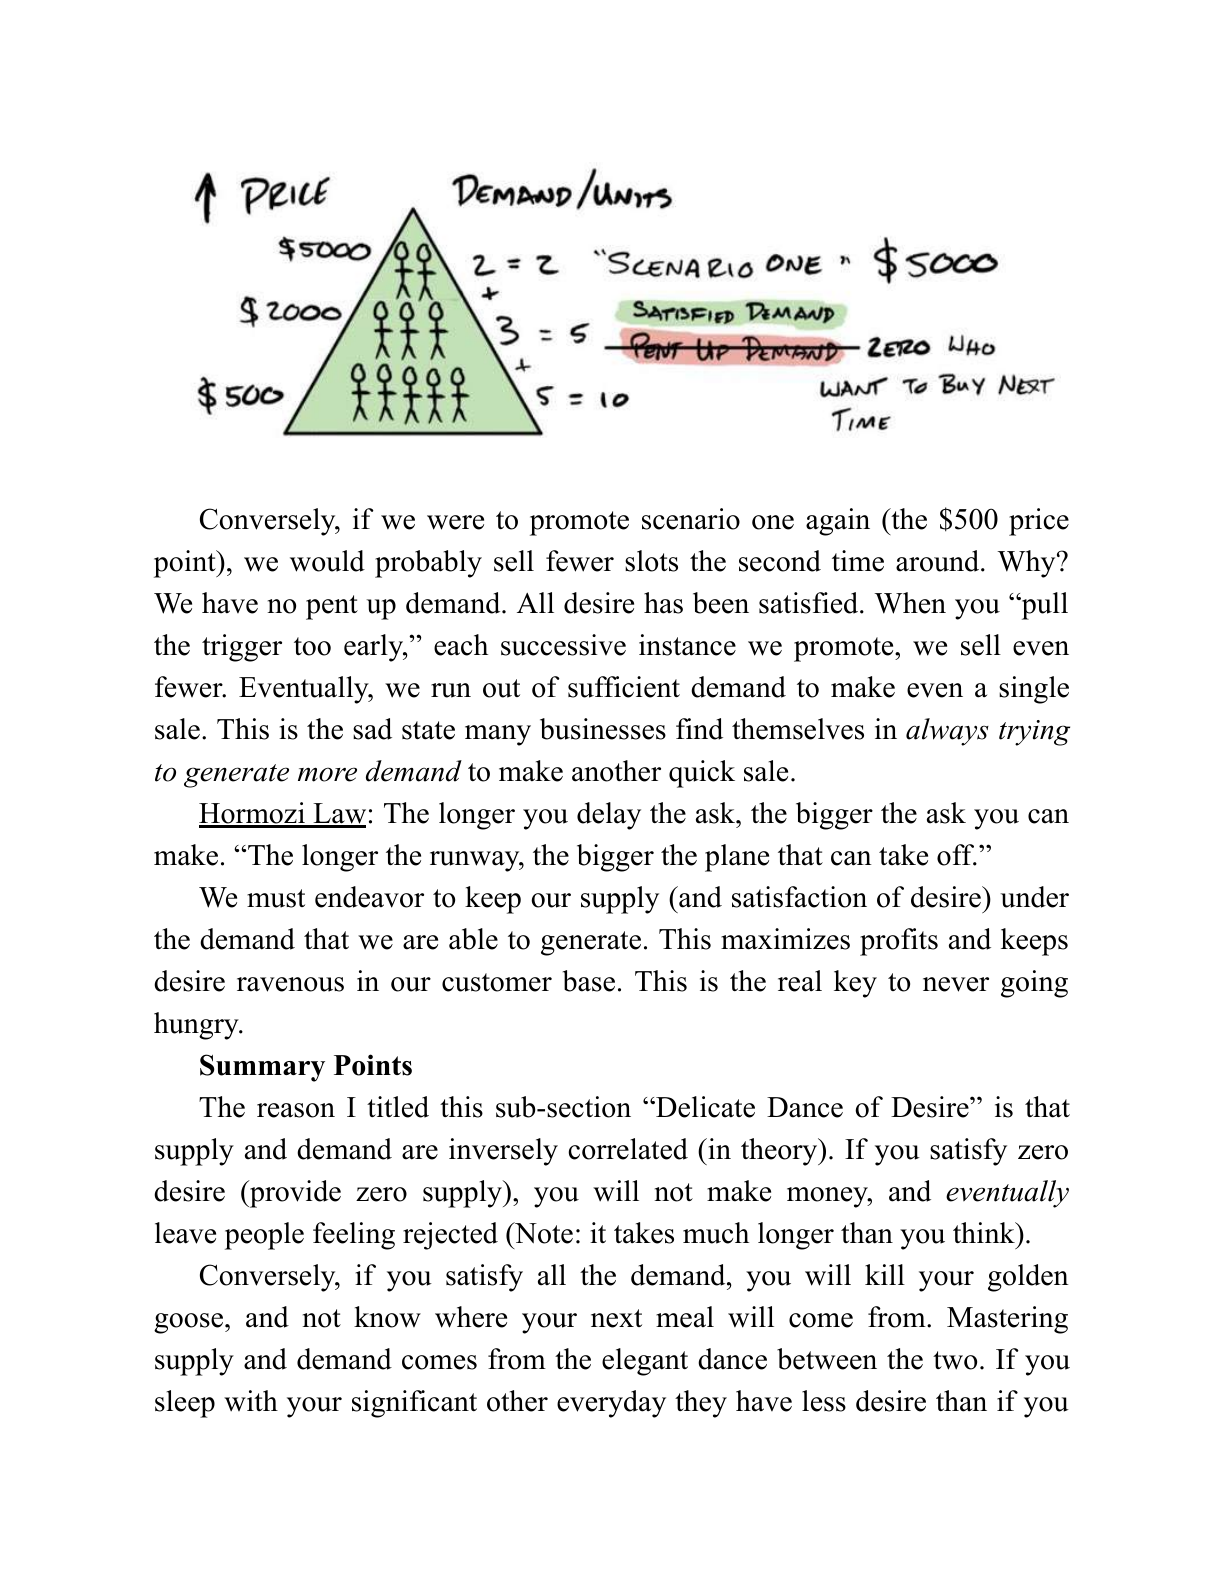 ↑ PRICE DEMAND/UNITS
$5000 2 = 2 "SCENARIO ONE" $5000
+
$2000 3 = 5 SATISFIED DEMAND
PENT UP DEMAND — ZERO WHO
+
$500 5 = 10 WANT TO BUY NEXT
TIME
Conversely, if we were to promote scenario one again (the $500 price
point), we would probably sell fewer slots the second time around. Why?
We have no pent up demand. All desire has been satisfied. When you “pull
the trigger too early,” each successive instance we promote, we sell even
fewer. Eventually, we run out of sufficient demand to make even a single
sale. This is the sad state many businesses find themselves in always trying
to generate more demand to make another quick sale.
Hormozi Law: The longer you delay the ask, the bigger the ask you can
make. “The longer the runway, the bigger the plane that can take off.”
We must endeavor to keep our supply (and satisfaction of desire) under
the demand that we are able to generate. This maximizes profits and keeps
desire ravenous in our customer base. This is the real key to never going
hungry.
Summary Points
The reason I titled this sub-section “Delicate Dance of Desire” is that
supply and demand are inversely correlated (in theory). If you satisfy zero
desire (provide zero supply), you will not make money, and eventually
leave people feeling rejected (Note: it takes much longer than you think).
Conversely, if you satisfy all the demand, you will kill your golden
goose, and not know where your next meal will come from. Mastering
supply and demand comes from the elegant dance between the two. If you
sleep with your significant other everyday they have less desire than if you